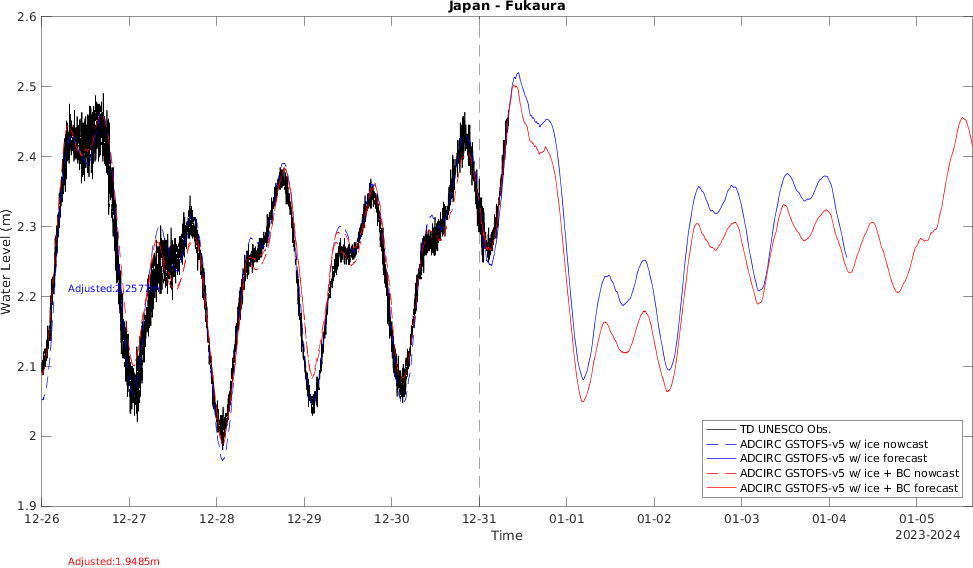 Japan - Fukaura
2.6
2.5
2.4
2.3
2.2
2.1
2
1.9
Water Level (m)
Adjusted:2.2577m
TD UNESCO Obs.
ADCIRC GSTOFS-v5 w/ ice nowcast
ADCIRC GSTOFS-v5 w/ ice forecast
ADCIRC GSTOFS-v5 w/ ice + BC nowcast
ADCIRC GSTOFS-v5 w/ ice + BC forecast
12-26 12-27 12-28 12-29 12-30 12-31 01-01 01-02 01-03 01-04 01-05
Time
2023-2024
Adjusted:1.9485m